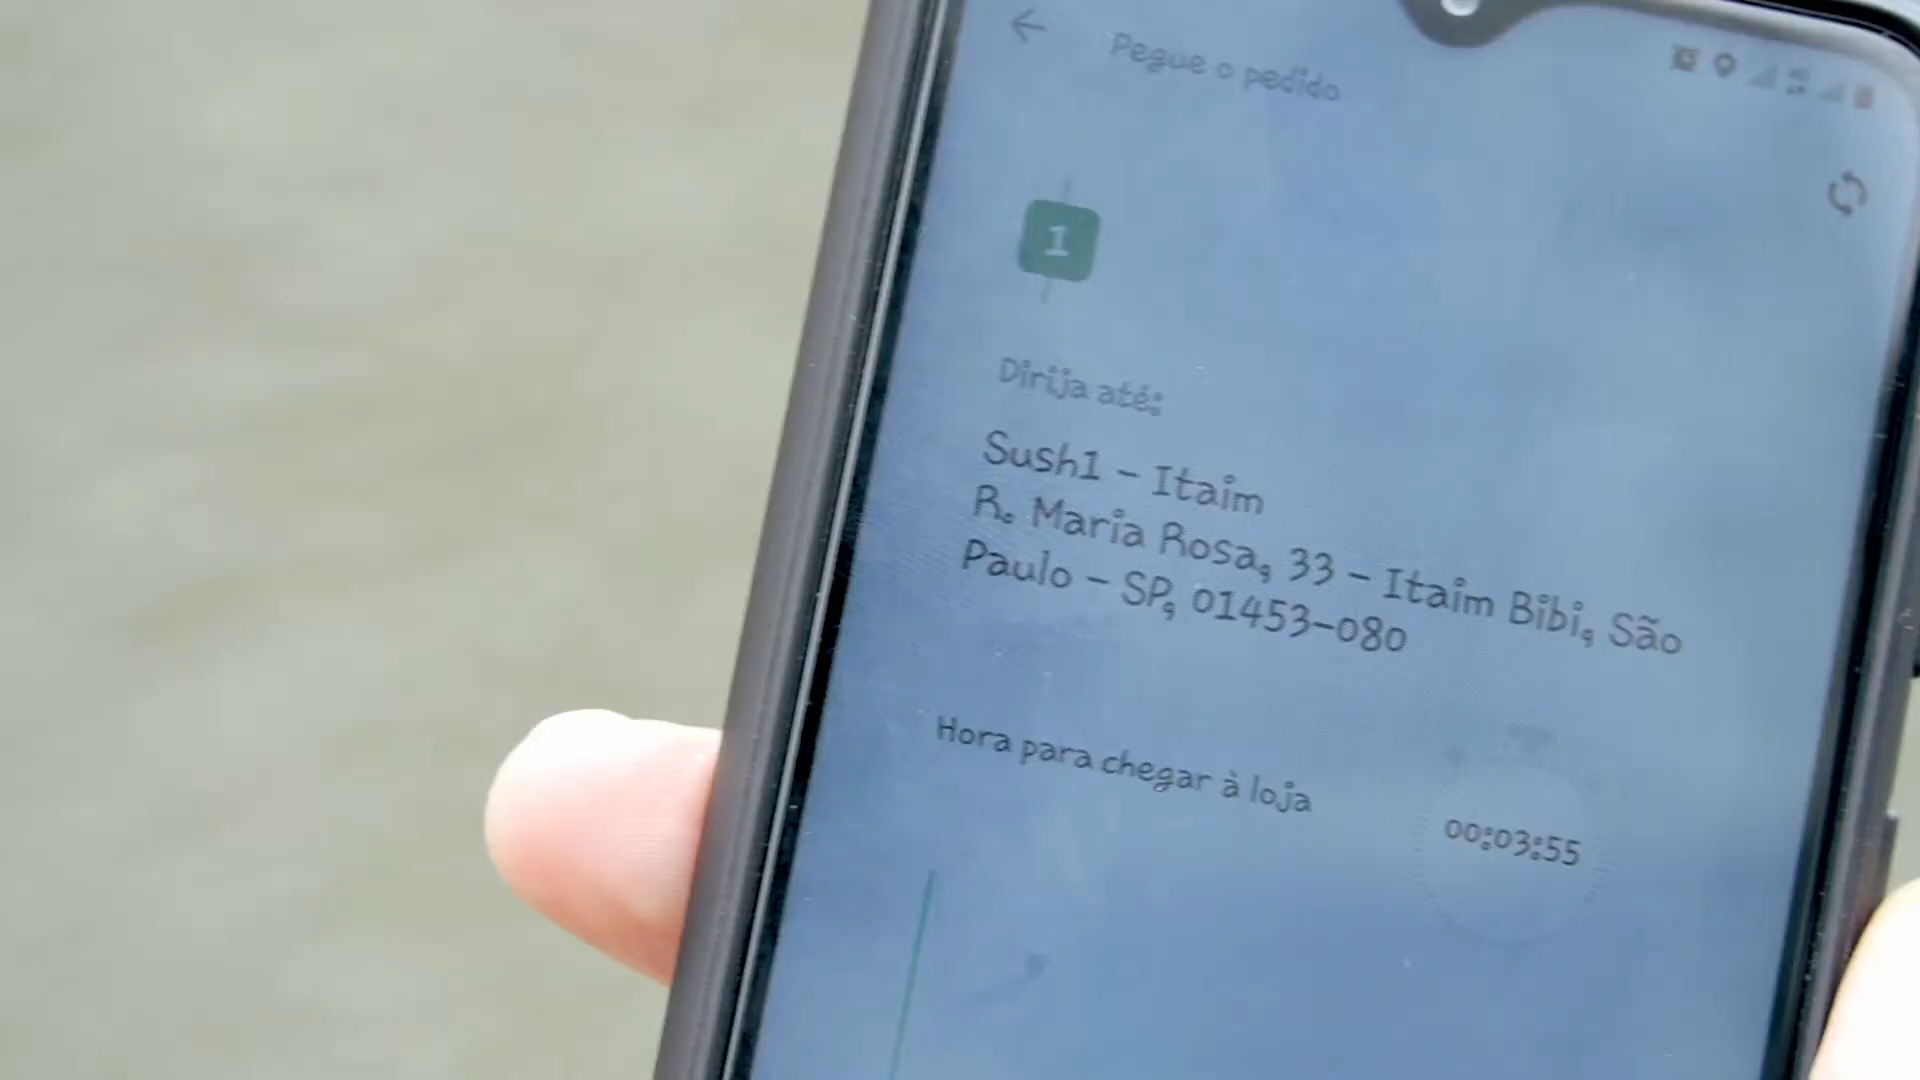 Pegue o pedido
1
Dirija até:
Sush1 - Itaim
R. Maria Rosa, 33 - Itaim Bibi, São
Paulo - SP, 01453-080
Hora para chegar à loja
00:03:55